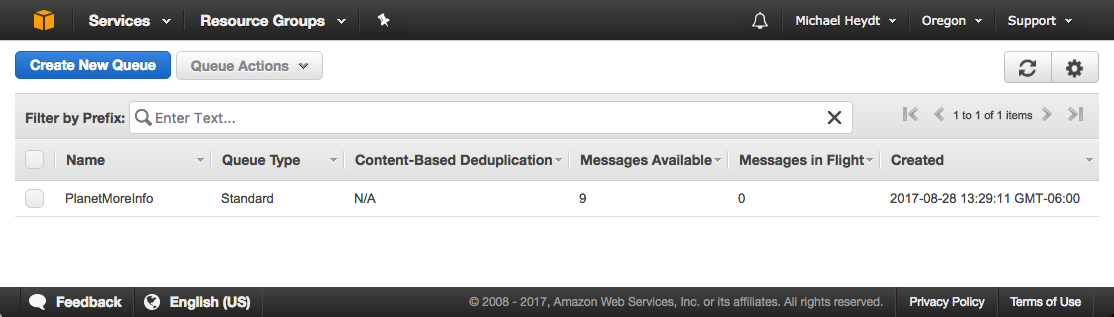 Services Resource Groups Michael Heydt Oregon Support
Create New Queue Queue Actions
Filter by Prefix: Enter Text... 1 to 1 of 1 items
Name Queue Type Content-Based Deduplication Messages Available Messages in Flight Created
PlanetMoreInfo Standard N/A 9 0 2017-08-28 13:29:11 GMT-06:00
Feedback English (US) © 2008 - 2017, Amazon Web Services, Inc. or its affiliates. All rights reserved. Privacy Policy Terms of Use